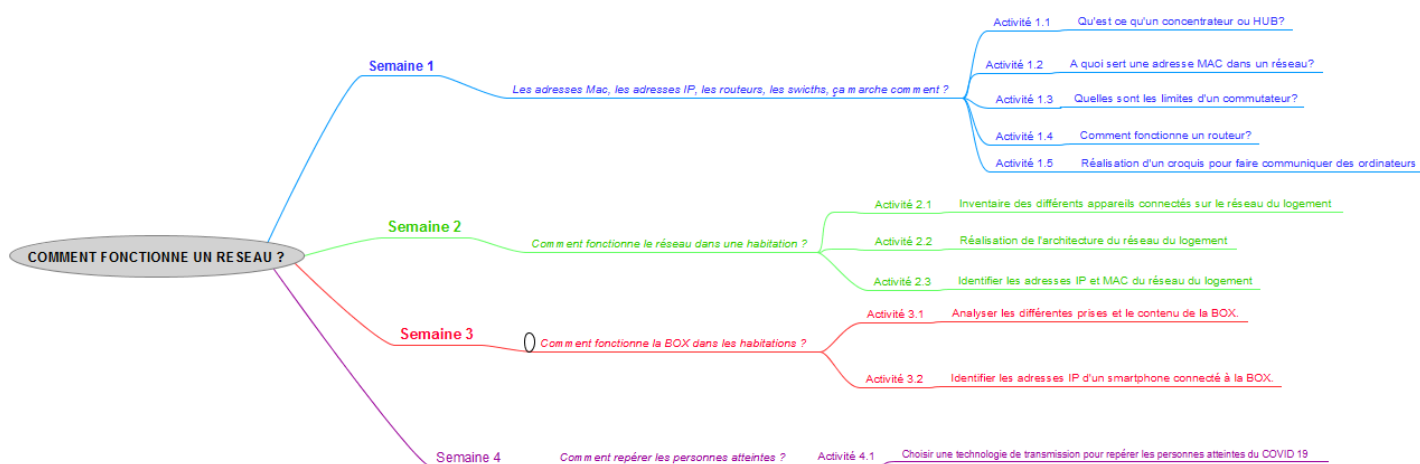 COMMENT FONCTIONNE UN RESEAU ?
Semaine 1
Les adresses Mac, les adresses IP, les routeurs, les swicths, ça marche comment ?
Activité 1.1 Qu'est ce qu'un concentrateur ou HUB?
Activité 1.2 A quoi sert une adresse MAC dans un réseau?
Activité 1.3 Quelles sont les limites d'un commutateur?
Activité 1.4 Comment fonctionne un routeur?
Activité 1.5 Réalisation d'un croquis pour faire communiquer des ordinateurs
Semaine 2
Comment fonctionne le réseau dans une habitation ?
Activité 2.1 Inventaire des différents appareils connectés sur le réseau du logement
Activité 2.2 Réalisation de l'architecture du réseau du logement
Activité 2.3 Identifier les adresses IP et MAC du réseau du logement
Semaine 3
Comment fonctionne la BOX dans les habitations ?
Activité 3.1 Analyser les différentes prises et le contenu de la BOX.
Activité 3.2 Identifier les adresses IP d'un smartphone connecté à la BOX.
Semaine 4
Comment repérer les personnes atteintes ?
Activité 4.1 Choisir une technologie de transmission pour repérer les personnes atteintes du COVID 19